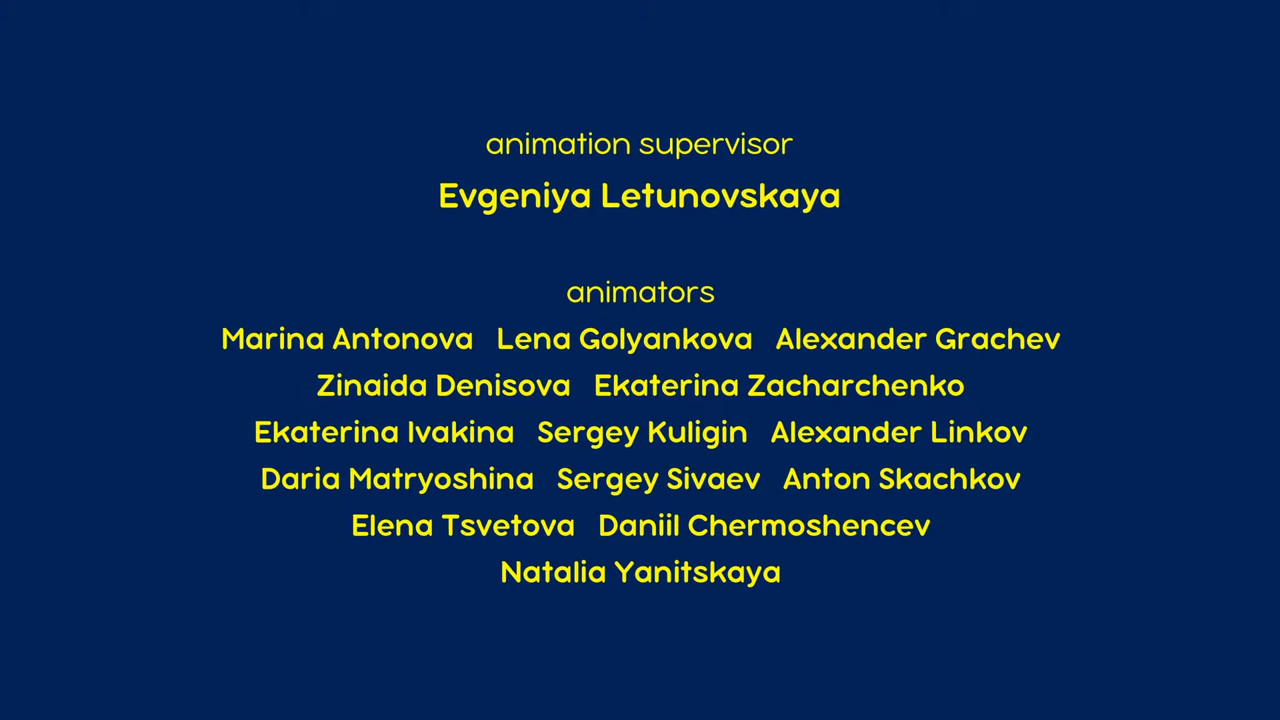 animation supervisor
Evgeniya Letunovskaya
animators
Marina Antonova Lena Golyankova Alexander Grachev
Zinaida Denisova Ekaterina Zacharchenko
Ekaterina Ivakina Sergey Kuligin Alexander Linkov
Daria Matryoshina Sergey Sivaev Anton Skachkov
Elena Tsvetova Daniil Chermoshencev
Natalia Yanitskaya